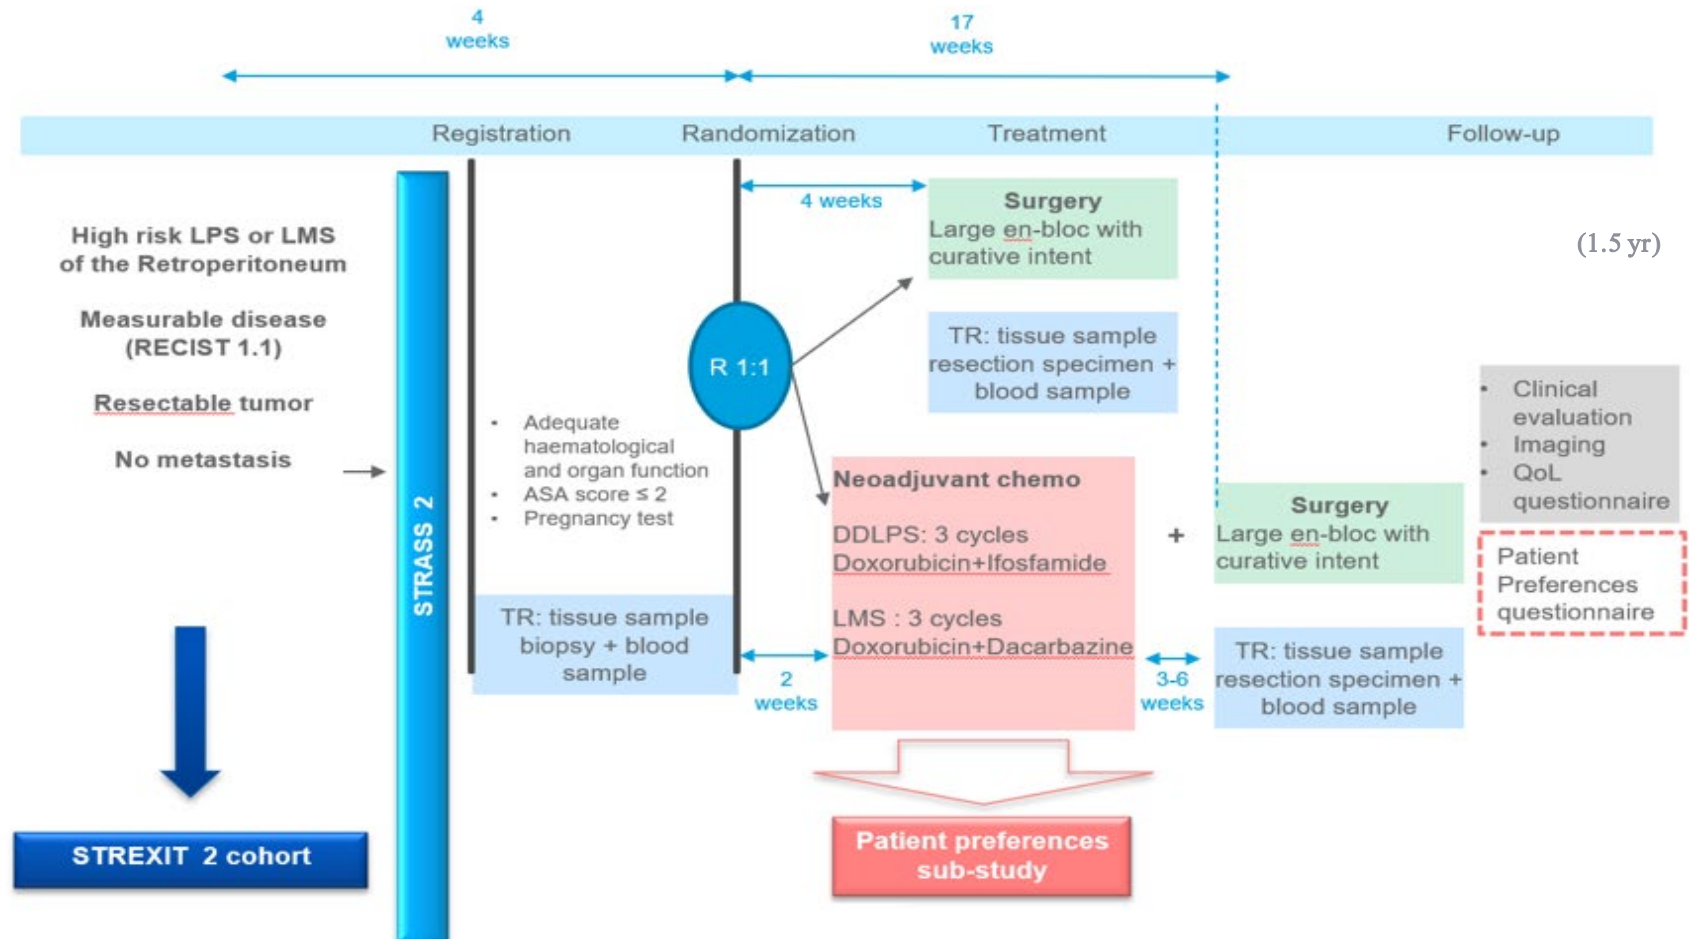 4
weeks
17
weeks
Registration
Randomization
Treatment
Follow-up
High risk LPS or LMS
of the Retroperitoneum
Measurable disease
(RECIST 1.1)
Resectable tumor
No metastasis
STREXIT 2 cohort
STRASS 2
• Adequate
haematological
and organ function
• ASA score ≤ 2
• Pregnancy test
TR: tissue sample
biopsy + blood
sample
R 1:1
4 weeks
Surgery
Large en-bloc with
curative intent
TR: tissue sample
resection specimen +
blood sample
2
weeks
Neoadjuvant chemo
DDLPS: 3 cycles
Doxorubicin+Ifosfamide
LMS : 3 cycles
Doxorubicin+Dacarbazine
Patient preferences
sub-study
+
3-6
weeks
Surgery
Large en-bloc with
curative intent
TR: tissue sample
resection specimen +
blood sample
(1.5 yr)
• Clinical
evaluation
• Imaging
• QoL
questionnaire
Patient
Preferences
questionnaire